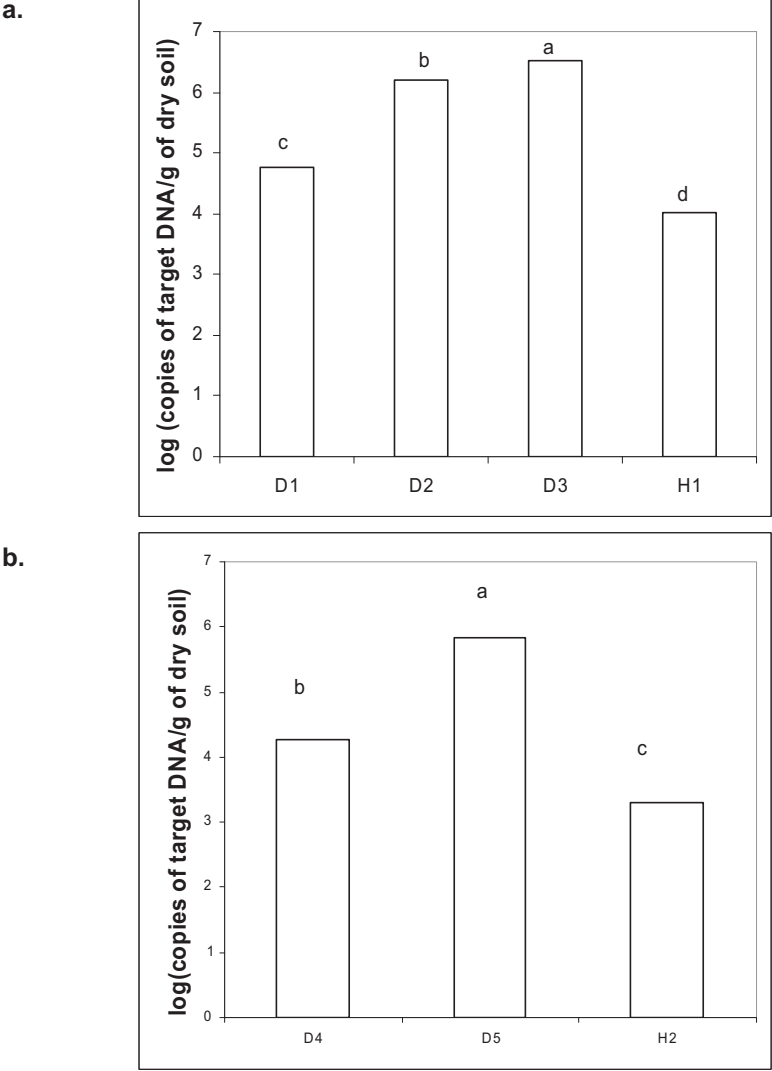 a.
log (copies of target DNA/g of dry soil)
7
6
5
4
3
2
1
0
c
b
a
d
D1 D2 D3 H1
b.
log(copies of target DNA/g of dry soil)
7
6
5
4
3
2
1
0
b
a
c
D4 D5 H2